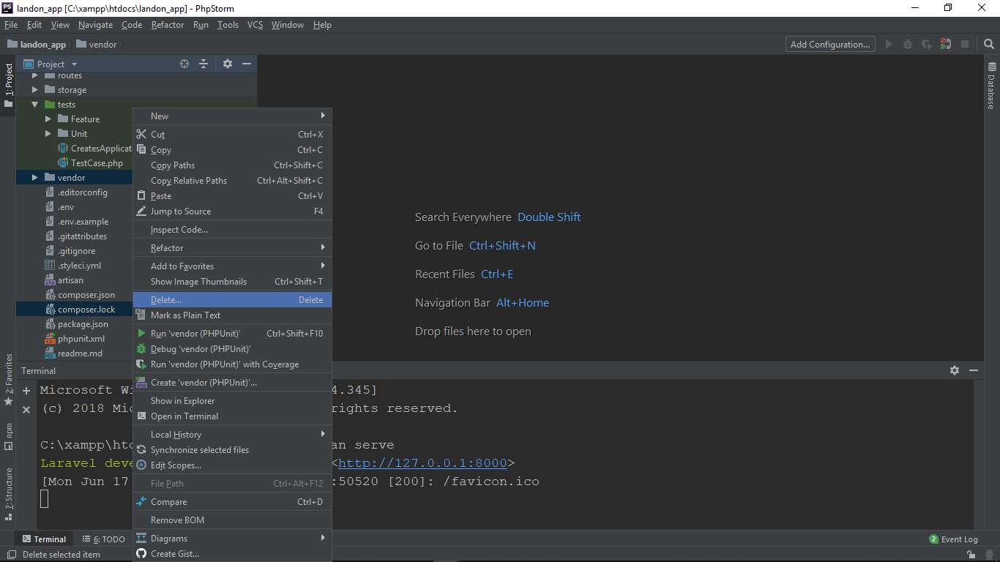 landon_app [C:\xampp\htdocs\landon_app] - PhpStorm
File Edit View Navigate Code Refactor Run Tools VCS Window Help
landon_app vendor Add Configuration...
1: Project
2: Favorites
npm
7: Structure
Project
routes
storage
tests
Feature
Unit
CreatesApplicat
TestCase.php
vendor
.editorconfig
.env
.env.example
.gitattributes
.gitignore
.styleci.yml
artisan
composer.json
composer.lock
package.json
phpunit.xml
readme.md
New
Cut Ctrl+X
Copy Ctrl+C
Copy Paths Ctrl+Shift+C
Copy Relative Paths Ctrl+Alt+Shift+C
Paste Ctrl+V
Jump to Source F4
Inspect Code...
Refactor
Add to Favorites
Show Image Thumbnails Ctrl+Shift+T
Delete... Delete
Mark as Plain Text
Run 'vendor (PHPUnit)' Ctrl+Shift+F10
Debug 'vendor (PHPUnit)'
Run 'vendor (PHPUnit)' with Coverage
Create 'vendor (PHPUnit)'...
Show in Explorer
Open in Terminal
Local History
Synchronize selected files
Edit Scopes...
File Path Ctrl+Alt+F12
Compare Ctrl+D
Remove BOM
Diagrams
Create Gist...
Search Everywhere Double Shift
Go to File Ctrl+Shift+N
Recent Files Ctrl+E
Navigation Bar Alt+Home
Drop files here to open
Database
Terminal
Microsoft Wi 4.345]
(c) 2018 Mic rights reserved.
C:\xampp\htdo an serve
Laravel deve <http://127.0.0.1:8000>
[Mon Jun 17 :50520 [200]: /favicon.ico
Terminal 6: TODO 2 Event Log
Delete selected item